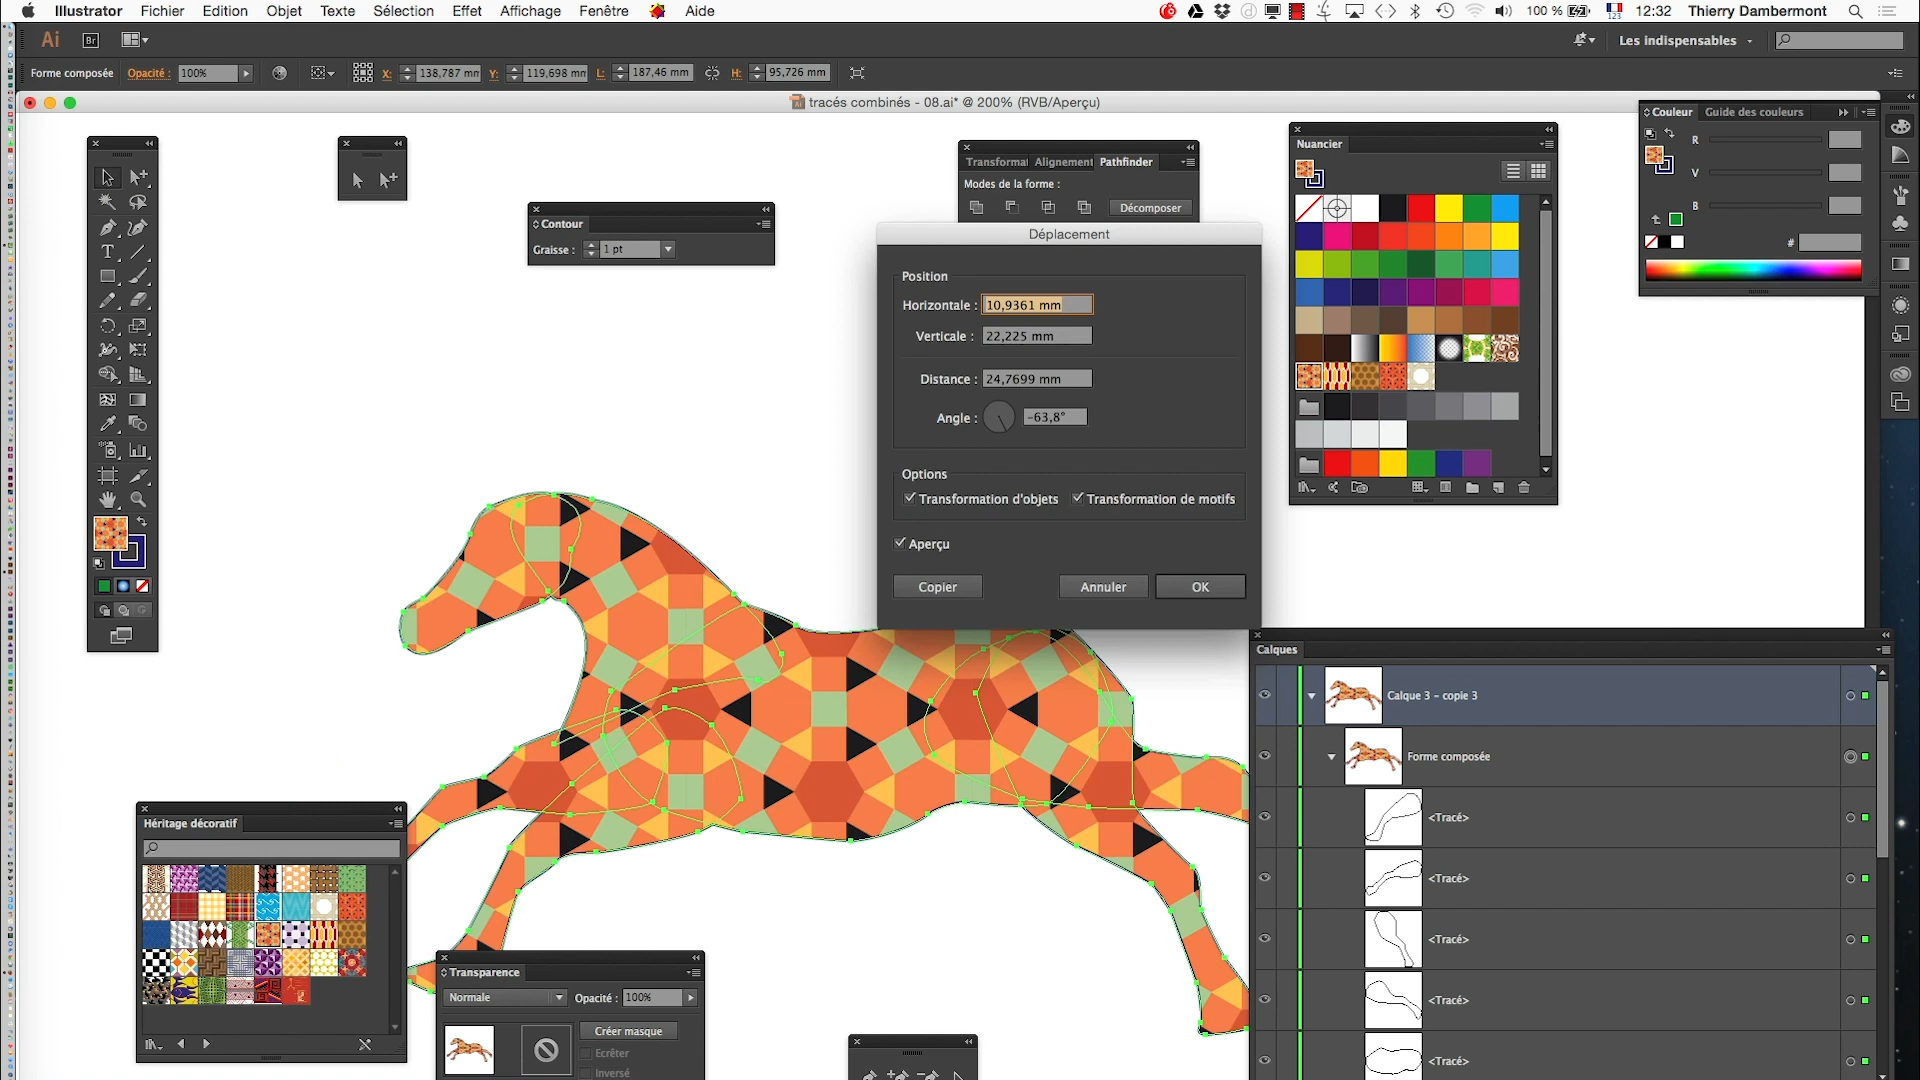 Illustrator Fichier Edition Objet Texte Sélection Effet Affichage Fenêtre Aide 100 % 12:32 Thierry Dambermont
Ai Br Les indispensables
Forme composée Opacité : 100% X: 138,787 mm Y: 119,698 mm L: 187,46 mm H: 95,726 mm
tracés combinés - 08.ai* @ 200% (RVB/Aperçu)
Couleur Guide des couleurs
R
V
B
#
Nuancier
Transformat Alignement Pathfinder
Modes de la forme :
Décomposer
Contour
Graisse : 1 pt
Déplacement
Position
Horizontale : 10,9361 mm
Verticale : 22,225 mm
Distance : 24,7699 mm
Angle : -63,8°
Options
Transformation d'objets Transformation de motifs
Aperçu
Copier Annuler OK
Calques
Calque 3 - copie 3
Forme composée
<Tracé>
<Tracé>
<Tracé>
<Tracé>
<Tracé>
Héritage décoratif
Transparence
Normale Opacité : 100%
Créer masque
Ecrêter
Inversé